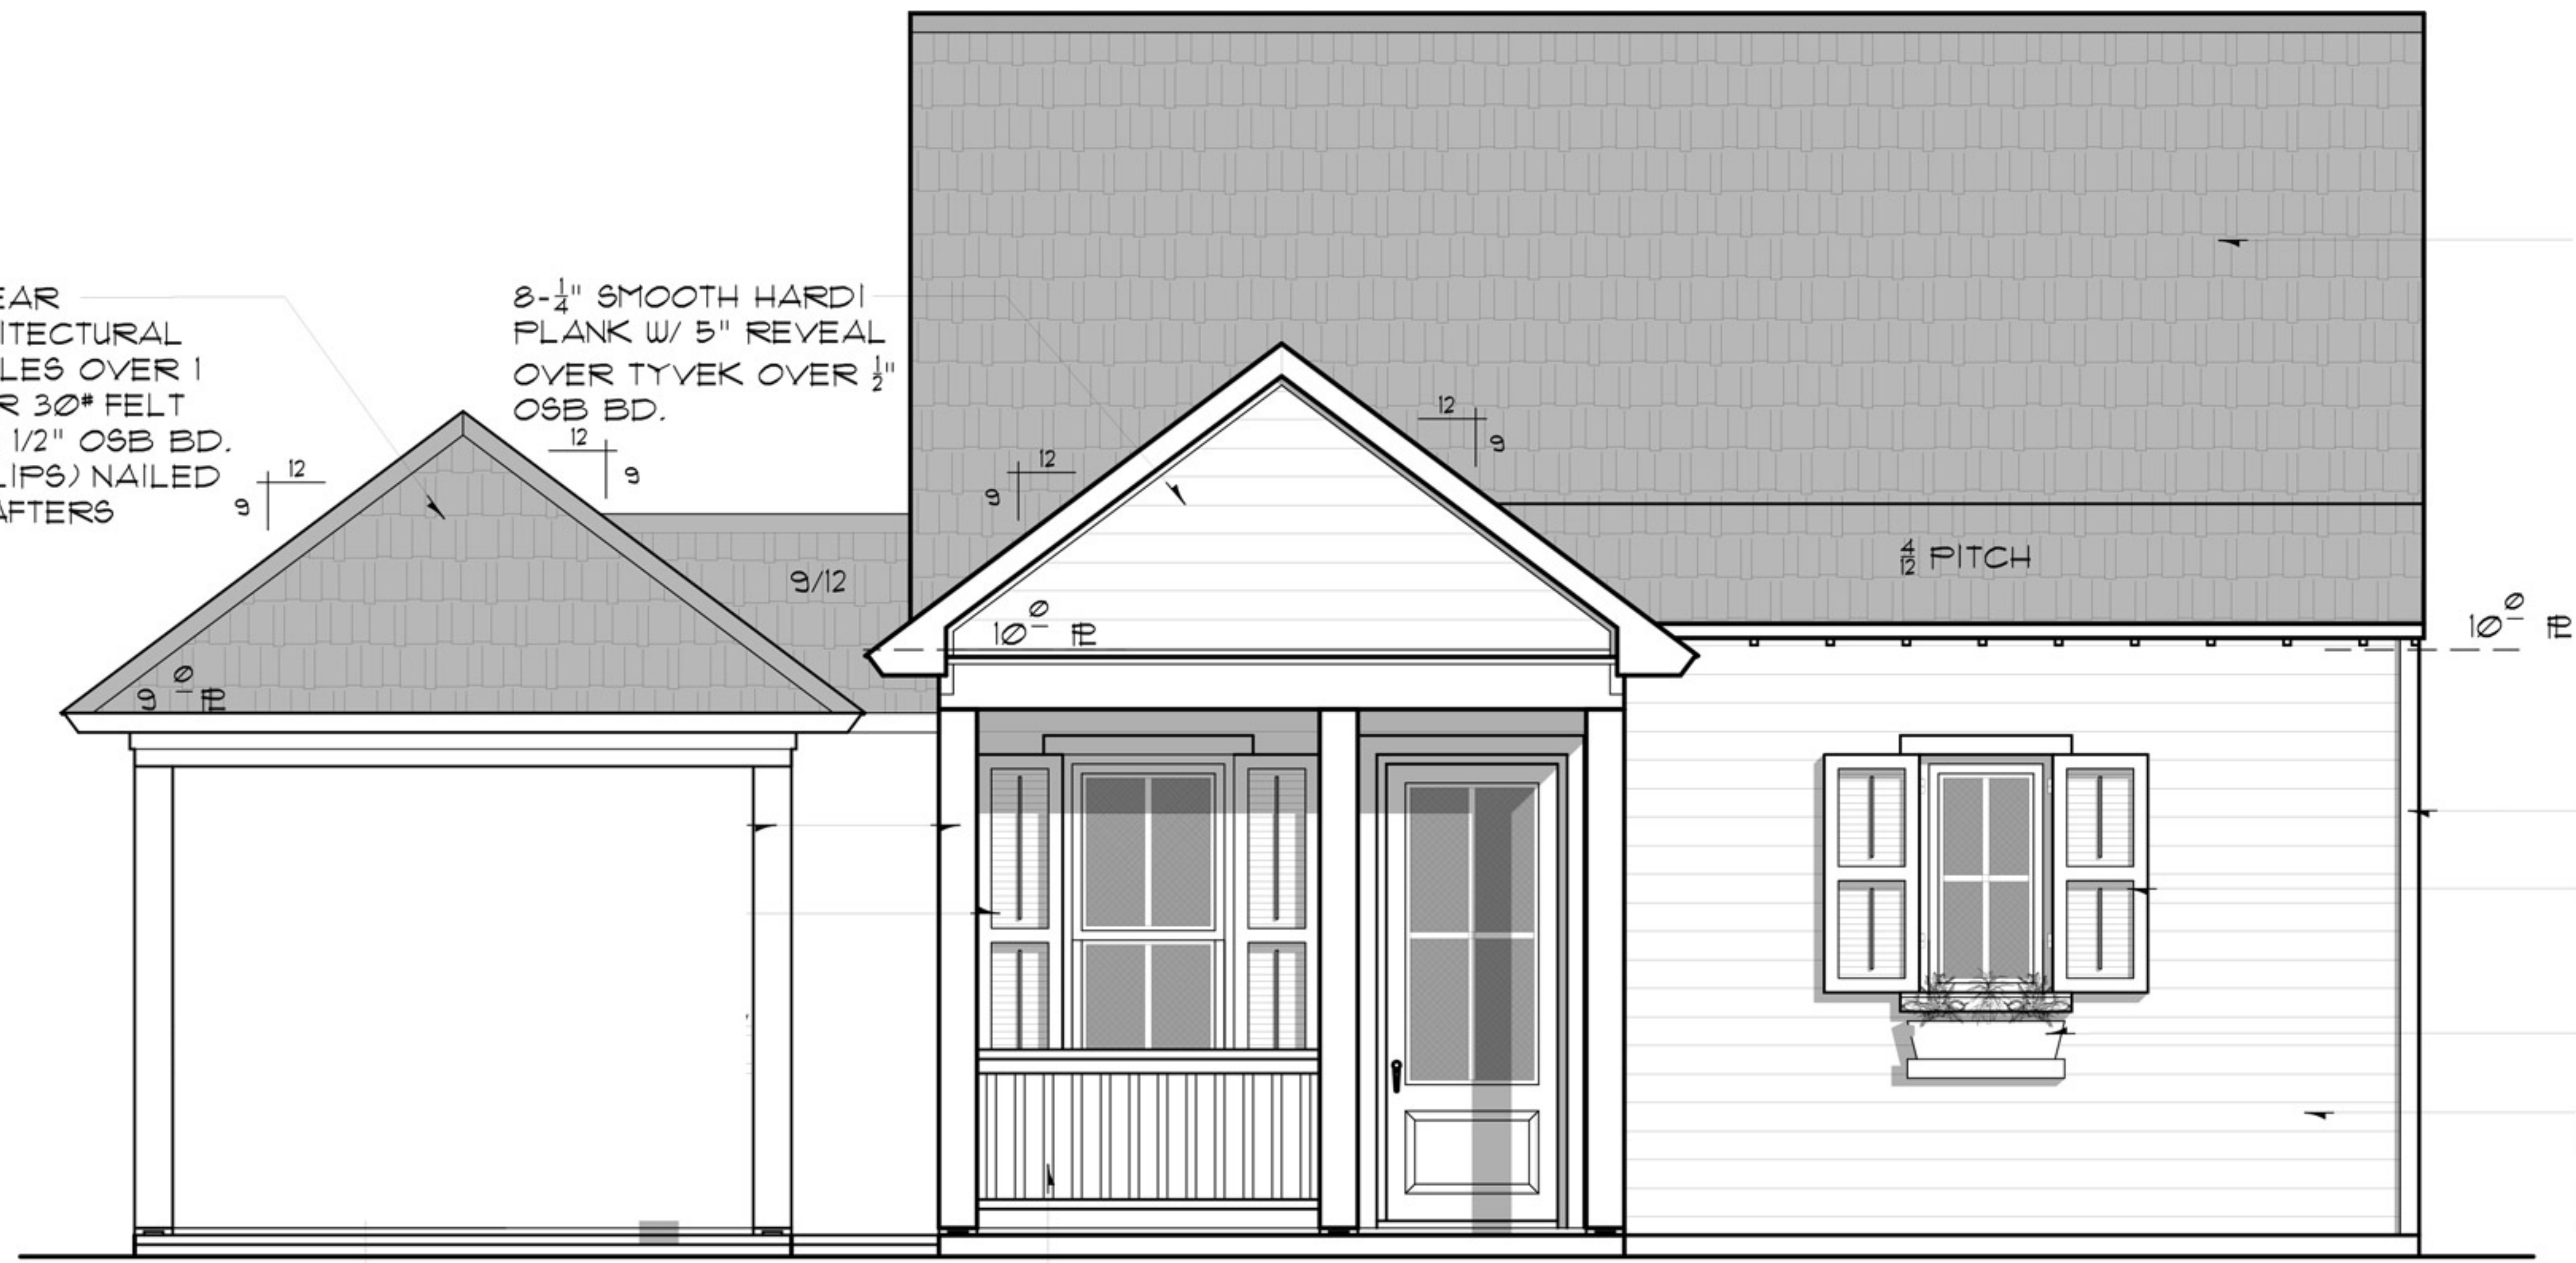 EAR
ITECTURAL
LES OVER 1
R 30# FELT
1/2" OSB BD.
LIPS) NAILED
AFTERS
8-1/4" SMOOTH HARDI
PLANK W/ 5" REVEAL
OVER TYVEK OVER 1/2"
OSB BD.
12
9
12
9
12
9
12
9
9/12
4/12 PITCH
9 0 PL
10 0 PL
10 0 PL